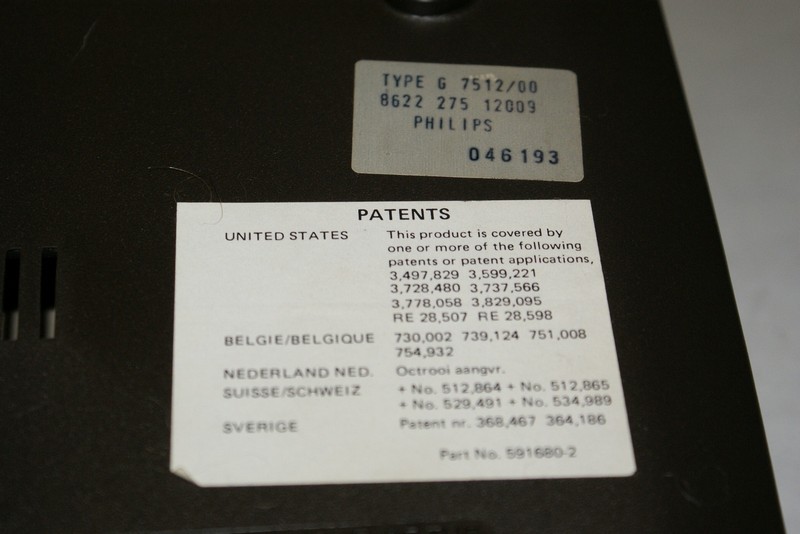 TYPE G 7512/00
8622 275 12009
PHILIPS
046193
PATENTS
UNITED STATES This product is covered by
one or more of the following
patents or patent applications,
3,497,829 3,599,221
3,728,480 3,737,566
3,778,058 3,829,095
RE 28,507 RE 28,598
BELGIE/BELGIQUE 730,002 739,124 751,008
754,932
NEDERLAND NED. Octrooi aangvr.
SUISSE/SCHWEIZ + No. 512,864 + No. 512,865
+ No. 529,491 + No. 534,989
SVERIGE Patent nr. 368,467 364,186
Part No. 591680-2